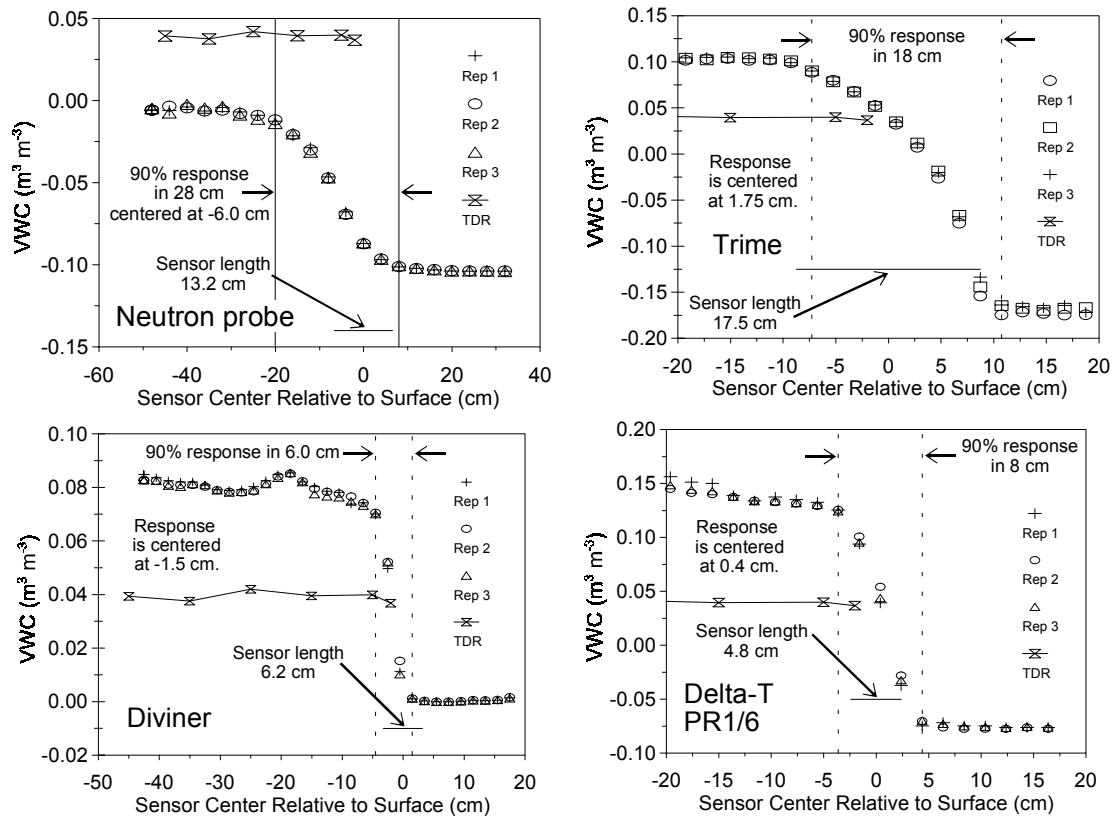 0.05
0.00
-0.05
-0.10
-0.15
VWC (m³ m⁻³)
Rep 1
Rep 2
Rep 3
TDR
90% response
in 28 cm
centered at -6.0 cm
Sensor length
13.2 cm
Neutron probe
-60 -40 -20 0 20 40
Sensor Center Relative to Surface (cm)
0.15
0.10
0.05
0.00
-0.05
-0.10
-0.15
-0.20
VWC (m³ m⁻³)
90% response
in 18 cm
Rep 1
Rep 2
Rep 3
TDR
Response
is centered
at 1.75 cm.
Trime
Sensor length
17.5 cm
-20 -15 -10 -5 0 5 10 15 20
Sensor Center Relative to Surface (cm)
0.10
0.08
0.06
0.04
0.02
0.00
-0.02
VWC (m³ m⁻³)
90% response in 6.0 cm
Rep 1
Rep 2
Rep 3
TDR
Response
is centered
at -1.5 cm.
Sensor length
6.2 cm
Diviner
-50 -40 -30 -20 -10 0 10 20
Sensor Center Relative to Surface (cm)
0.20
0.15
0.10
0.05
0.00
-0.05
-0.10
VWC (m³ m⁻³)
90% response
in 8 cm
Rep 1
Rep 2
Rep 3
TDR
Response
is centered
at 0.4 cm.
Sensor length
4.8 cm
Delta-T
PR1/6
-20 -15 -10 -5 0 5 10 15 20
Sensor Center Relative to Surface (cm)